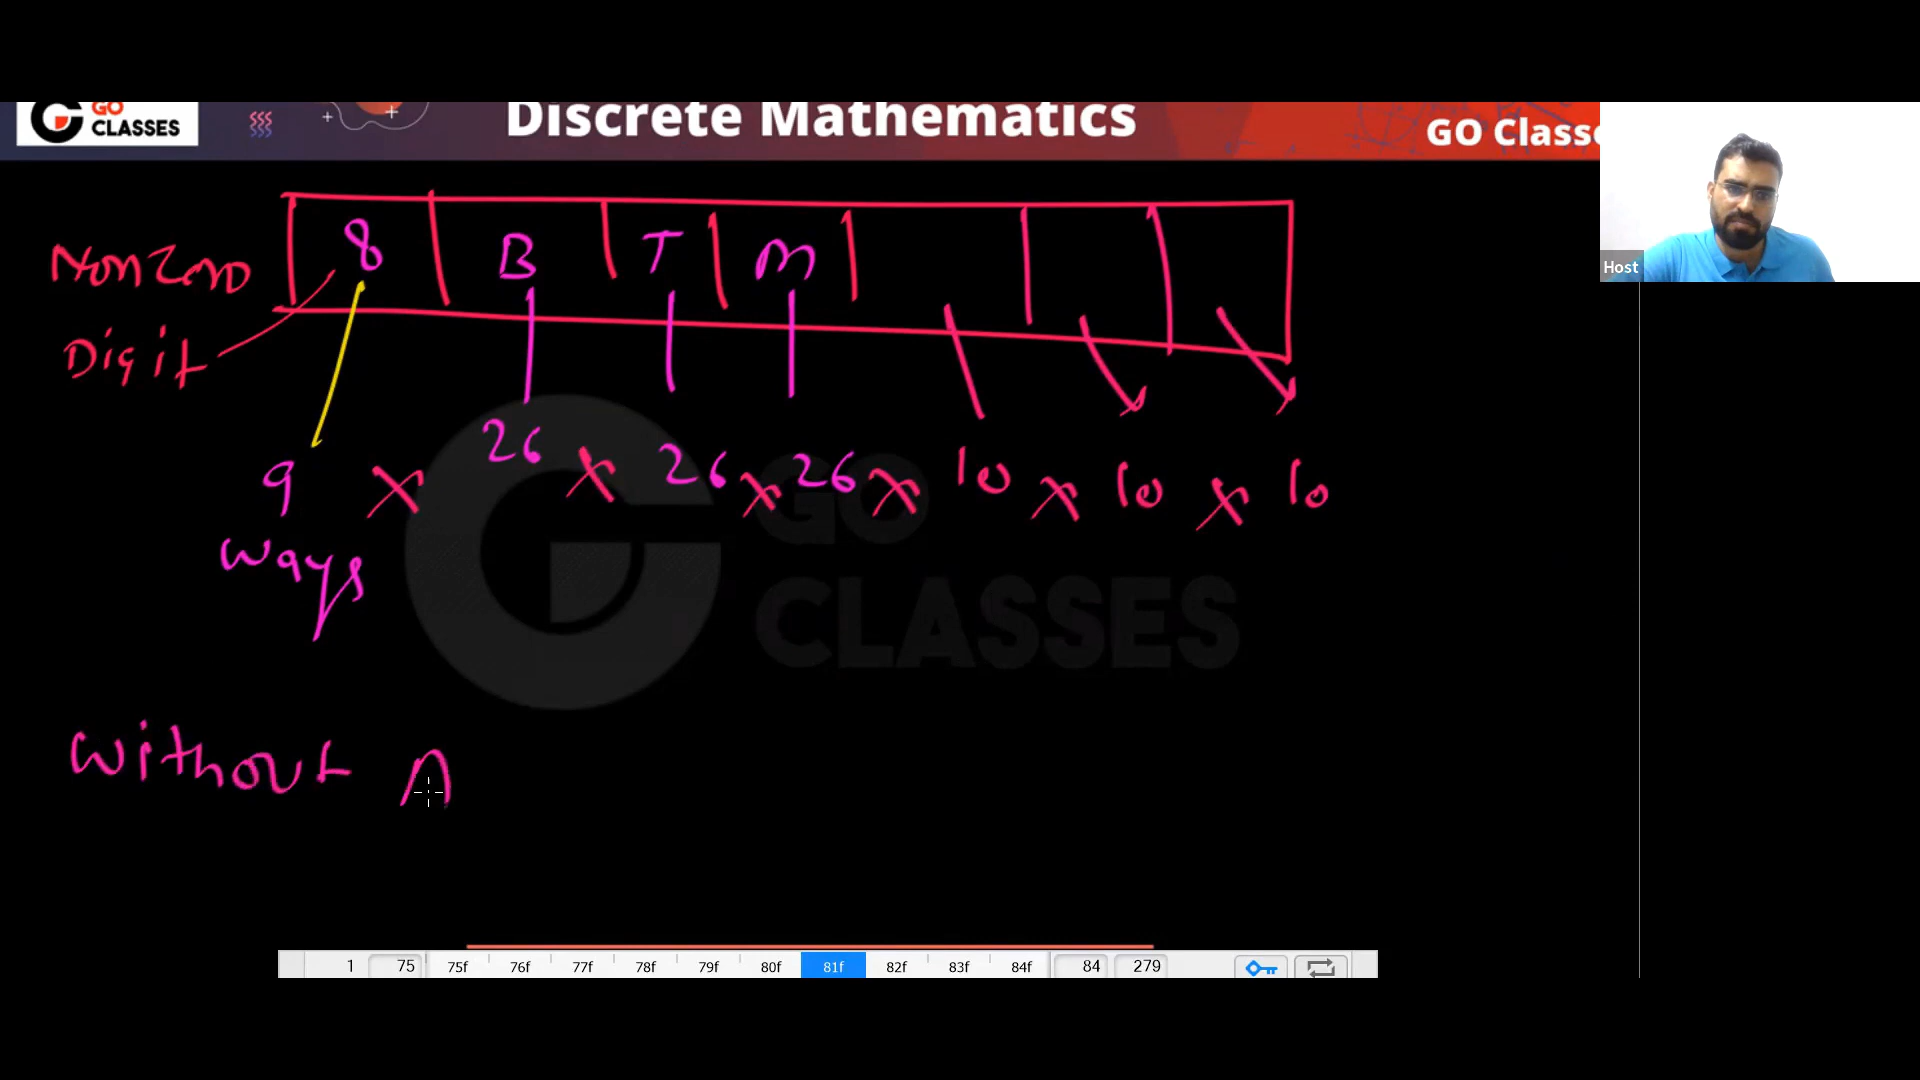 GO
CLASSES
Discrete Mathematics
GO Classe
Host
Non Zero
Digit
8 B T M
9 × 26 × 26 × 26 × 10 × 10 × 10
ways
GO
CLASSES
Without A
1 75 75f 76f 77f 78f 79f 80f 81f 82f 83f 84f 84 279